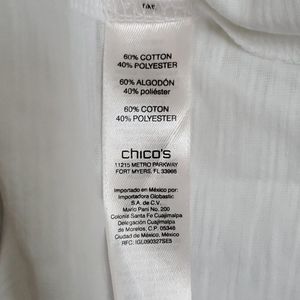 60% COTTON
40% POLYESTER
60% ALGODÓN
40% poliéster
60% COTON
40% POLYESTER
chico's
11215 METRO PARKWAY
FORT MYERS, FL 33966
Importado en México por:
Importadora Globastic
S.A. de C.V.
Mario Pani No. 200
Colonial Santa Fe Cuajimalpa
Delegación Cuajimalpa
de Morelos, C.P. 05348
Ciudad de México, México
RFC: IGL090327SE5